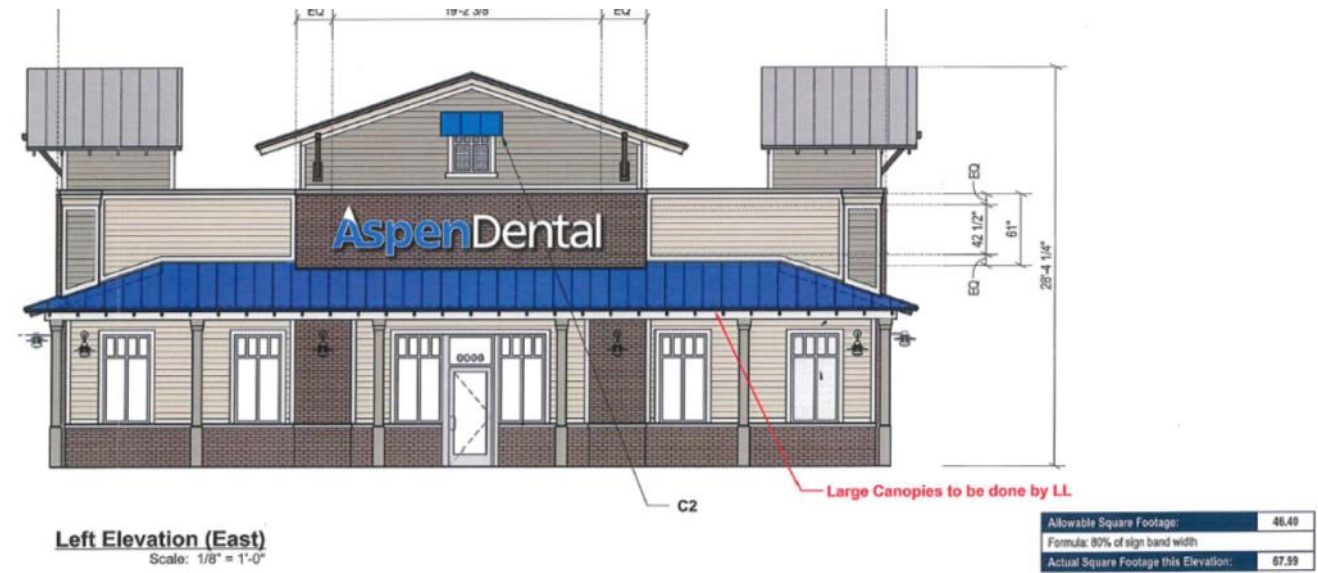 EQ
19'-2 3/8"
EQ
AspenDental
EQ
42 1/2"
61"
EQ
28'-4 1/4"
0000
Large Canopies to be done by LL
C2
Left Elevation (East)
Scale: 1/8" = 1'-0"
Allowable Square Footage: 46.40
Formula: 80% of sign band width
Actual Square Footage this Elevation: 67.99